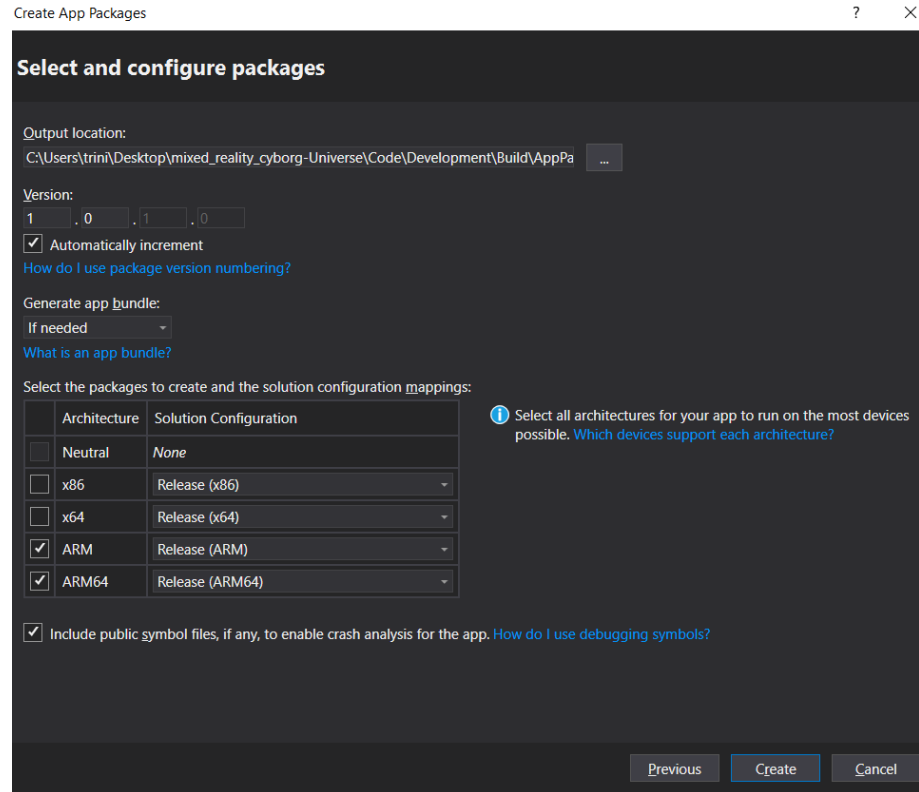 Create App Packages
?
Select and configure packages
Output location:
C:\Users\trini\Desktop\mixed_reality_cyborg-Universe\Code\Development\Build\AppPa
...
Version:
1 . 0 . 1 . 0
Automatically increment
How do I use package version numbering?
Generate app bundle:
If needed
What is an app bundle?
Select the packages to create and the solution configuration mappings:
Architecture Solution Configuration
Neutral None
x86 Release (x86)
x64 Release (x64)
ARM Release (ARM)
ARM64 Release (ARM64)
Select all architectures for your app to run on the most devices
possible. Which devices support each architecture?
Include public symbol files, if any, to enable crash analysis for the app. How do I use debugging symbols?
Previous Create Cancel